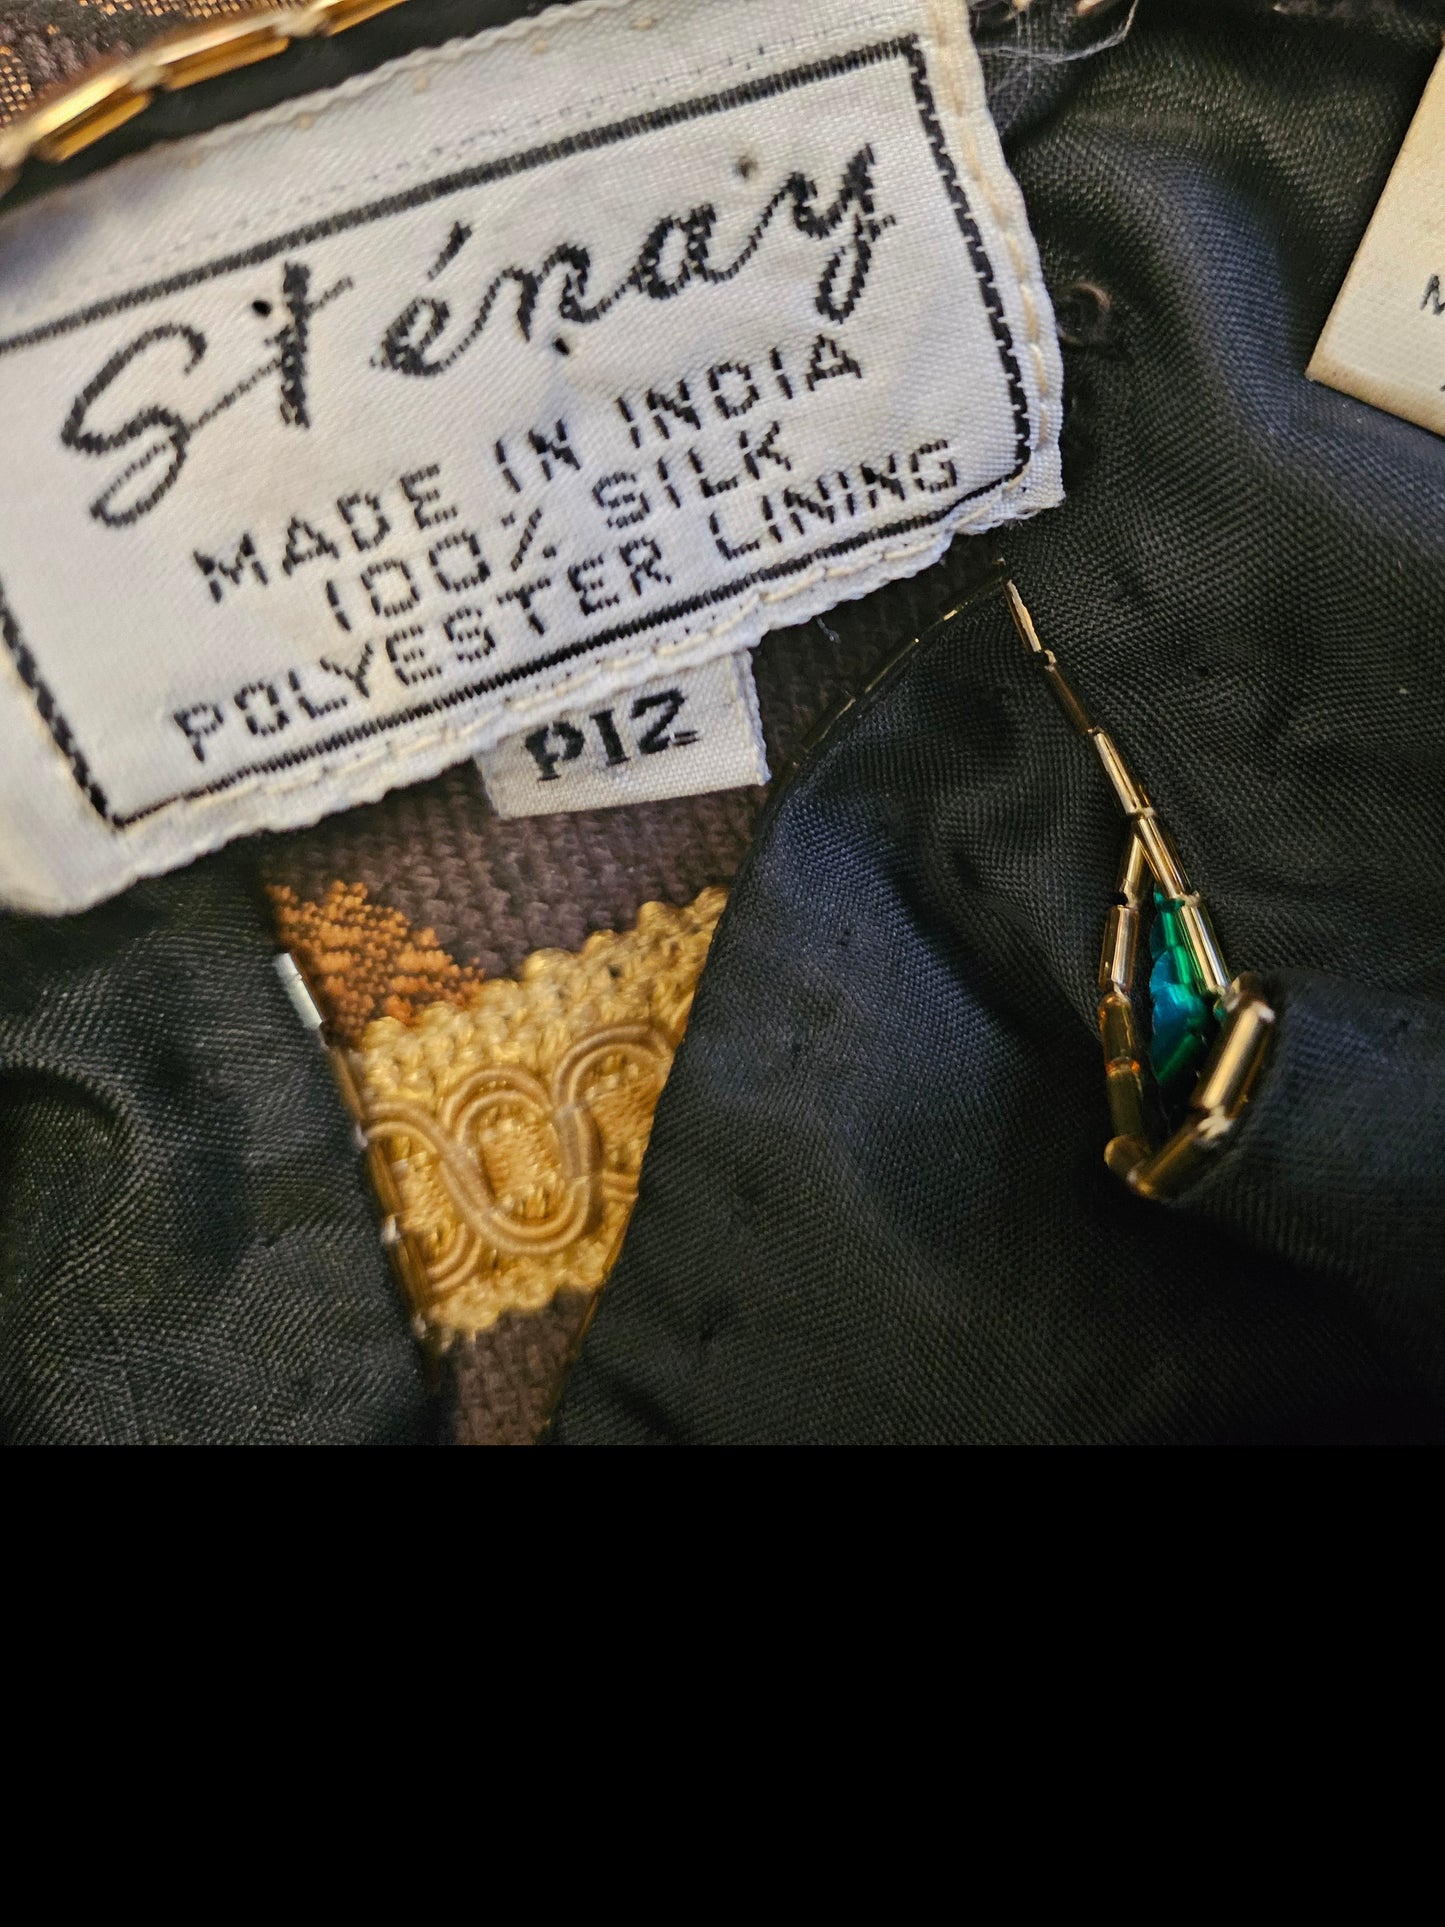 Sténay
MADE IN INDIA
100% SILK
POLYESTER LINING
P12
M